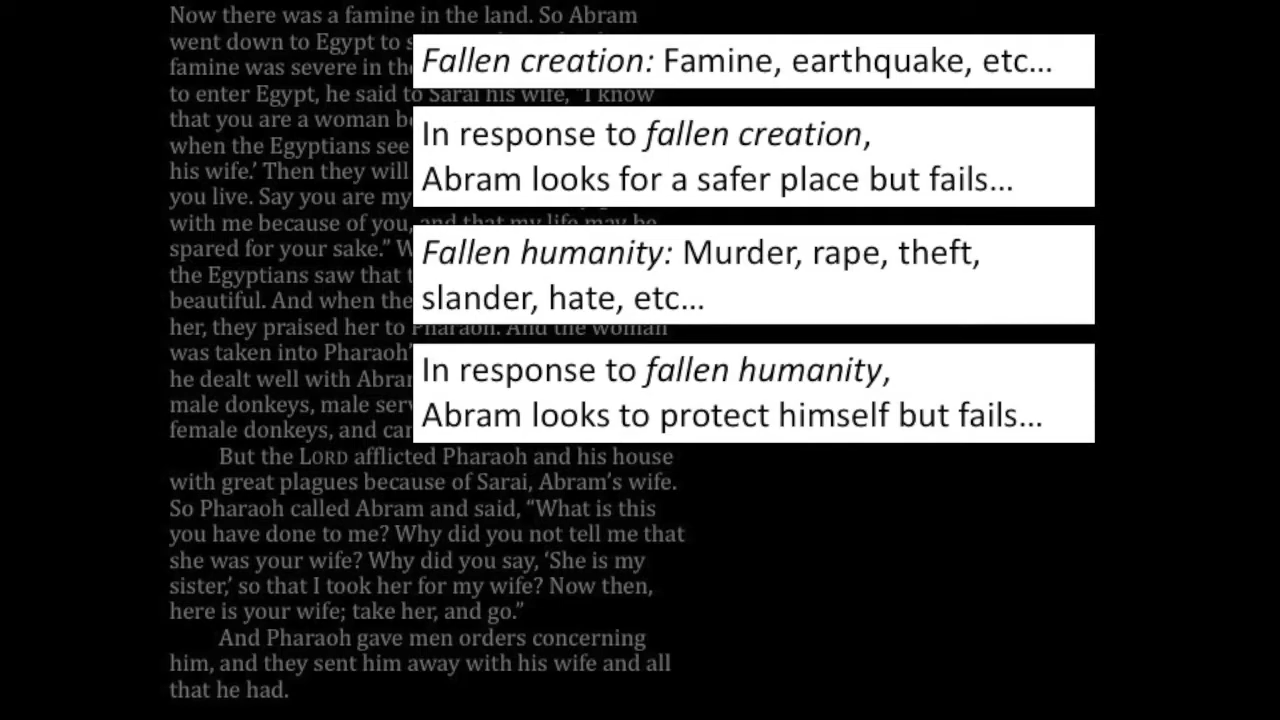 Now there was a famine in the land. So Abram
went down to Egypt to
famine was severe in the
to enter Egypt, he said to Sarai his wife, “I know
that you are a woman
when the Egyptians see
his wife.’ Then they will
you live. Say you are my
with me because of you, and that my life may be
spared for your sake.”
the Egyptians saw that
beautiful. And when the
her, they praised her to Pharaoh. And the woman
was taken into Pharaoh’
he dealt well with
male donkeys, male
female donkeys, and
But the LORD afflicted Pharaoh and his house
with great plagues because of Sarai, Abram’s wife.
So Pharaoh called Abram and said, “What is this
you have done to me? Why did you not tell me that
she was your wife? Why did you say, ‘She is my
sister,’ so that I took her for my wife? Now then,
here is your wife; take her, and go.”
And Pharaoh gave men orders concerning
him, and they sent him away with his wife and all
that he had.
Fallen creation: Famine, earthquake, etc…
In response to fallen creation,
Abram looks for a safer place but fails…
Fallen humanity: Murder, rape, theft,
slander, hate, etc…
In response to fallen humanity,
Abram looks to protect himself but fails…